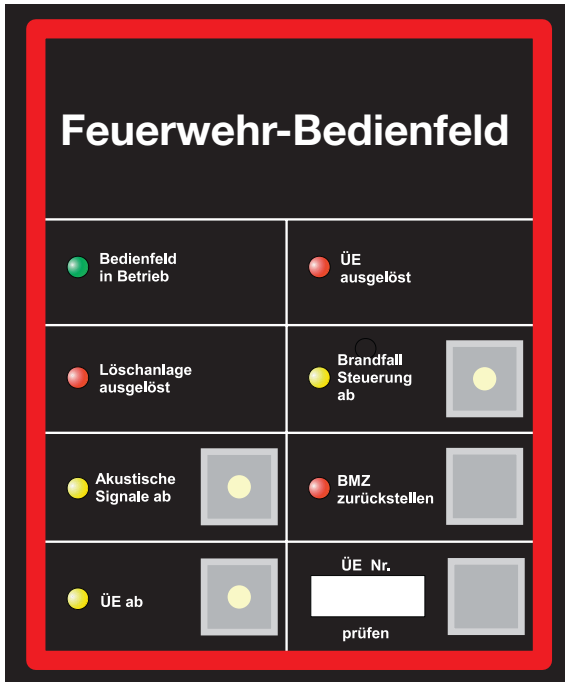 Feuerwehr-Bedienfeld
Bedienfeld
in Betrieb
ÜE
ausgelöst
Löschanlage
ausgelöst
Brandfall
Steuerung
ab
Akustische
Signale ab
BMZ
zurückstellen
ÜE ab
ÜE Nr.
prüfen